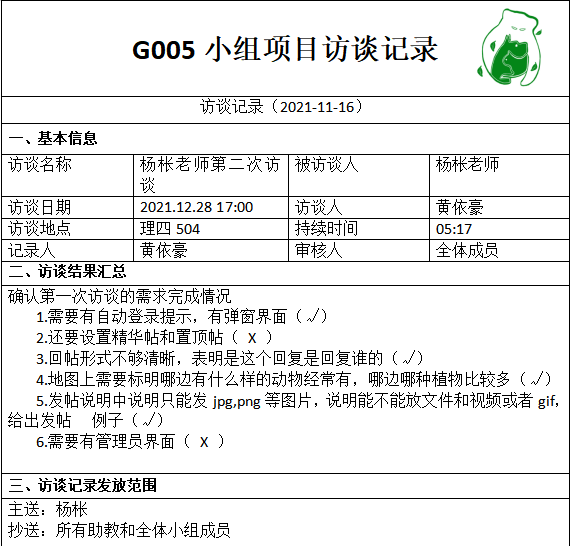 G005 小组项目访谈记录
访谈记录（2021-11-16）
一、基本信息
访谈名称 杨枨老师第二次访谈 被访谈人 杨枨老师
访谈日期 2021.12.28 17:00 访谈人 黄依豪
访谈地点 理四 504 持续时间 05:17
记录人 黄依豪 审核人 全体成员
二、访谈结果汇总
确认第一次访谈的需求完成情况
1.需要有自动登录提示，有弹窗界面（√）
2.还要设置精华帖和置顶帖（ X ）
3.回帖形式不够清晰，表明是这个回复是回复谁的（√）
4.地图上需要标明哪边有什么样的动物经常有，哪边哪种植物比较多（√）
5.发帖说明中说明只能发 jpg,png 等图片，说明能不能放文件和视频或者 gif，
给出发帖 例子（√）
6.需要有管理员界面（ X ）
三、访谈记录发放范围
主送：杨枨
抄送：所有助教和全体小组成员